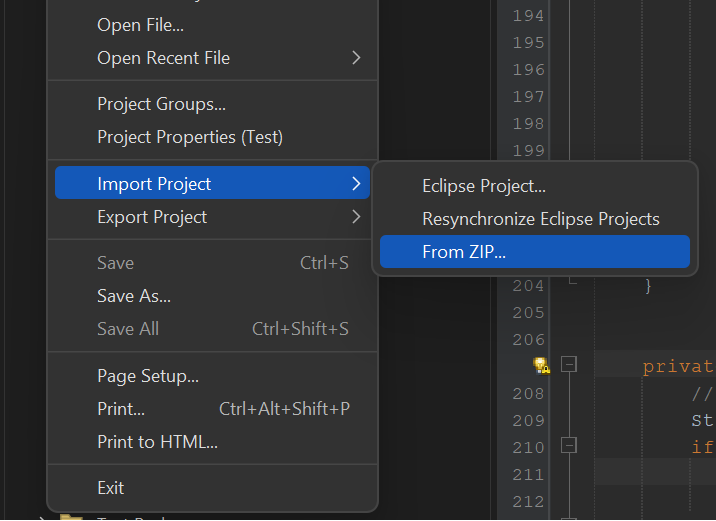 Open File...
Open Recent File
Project Groups...
Project Properties (Test)
Import Project
Export Project
Save Ctrl+S
Save As...
Save All Ctrl+Shift+S
Page Setup...
Print... Ctrl+Alt+Shift+P
Print to HTML...
Exit
Eclipse Project...
Resynchronize Eclipse Projects
From ZIP...
194
195
196
197
198
199
204 }
205
206
privat
208 //
209 St
210 if
211
212